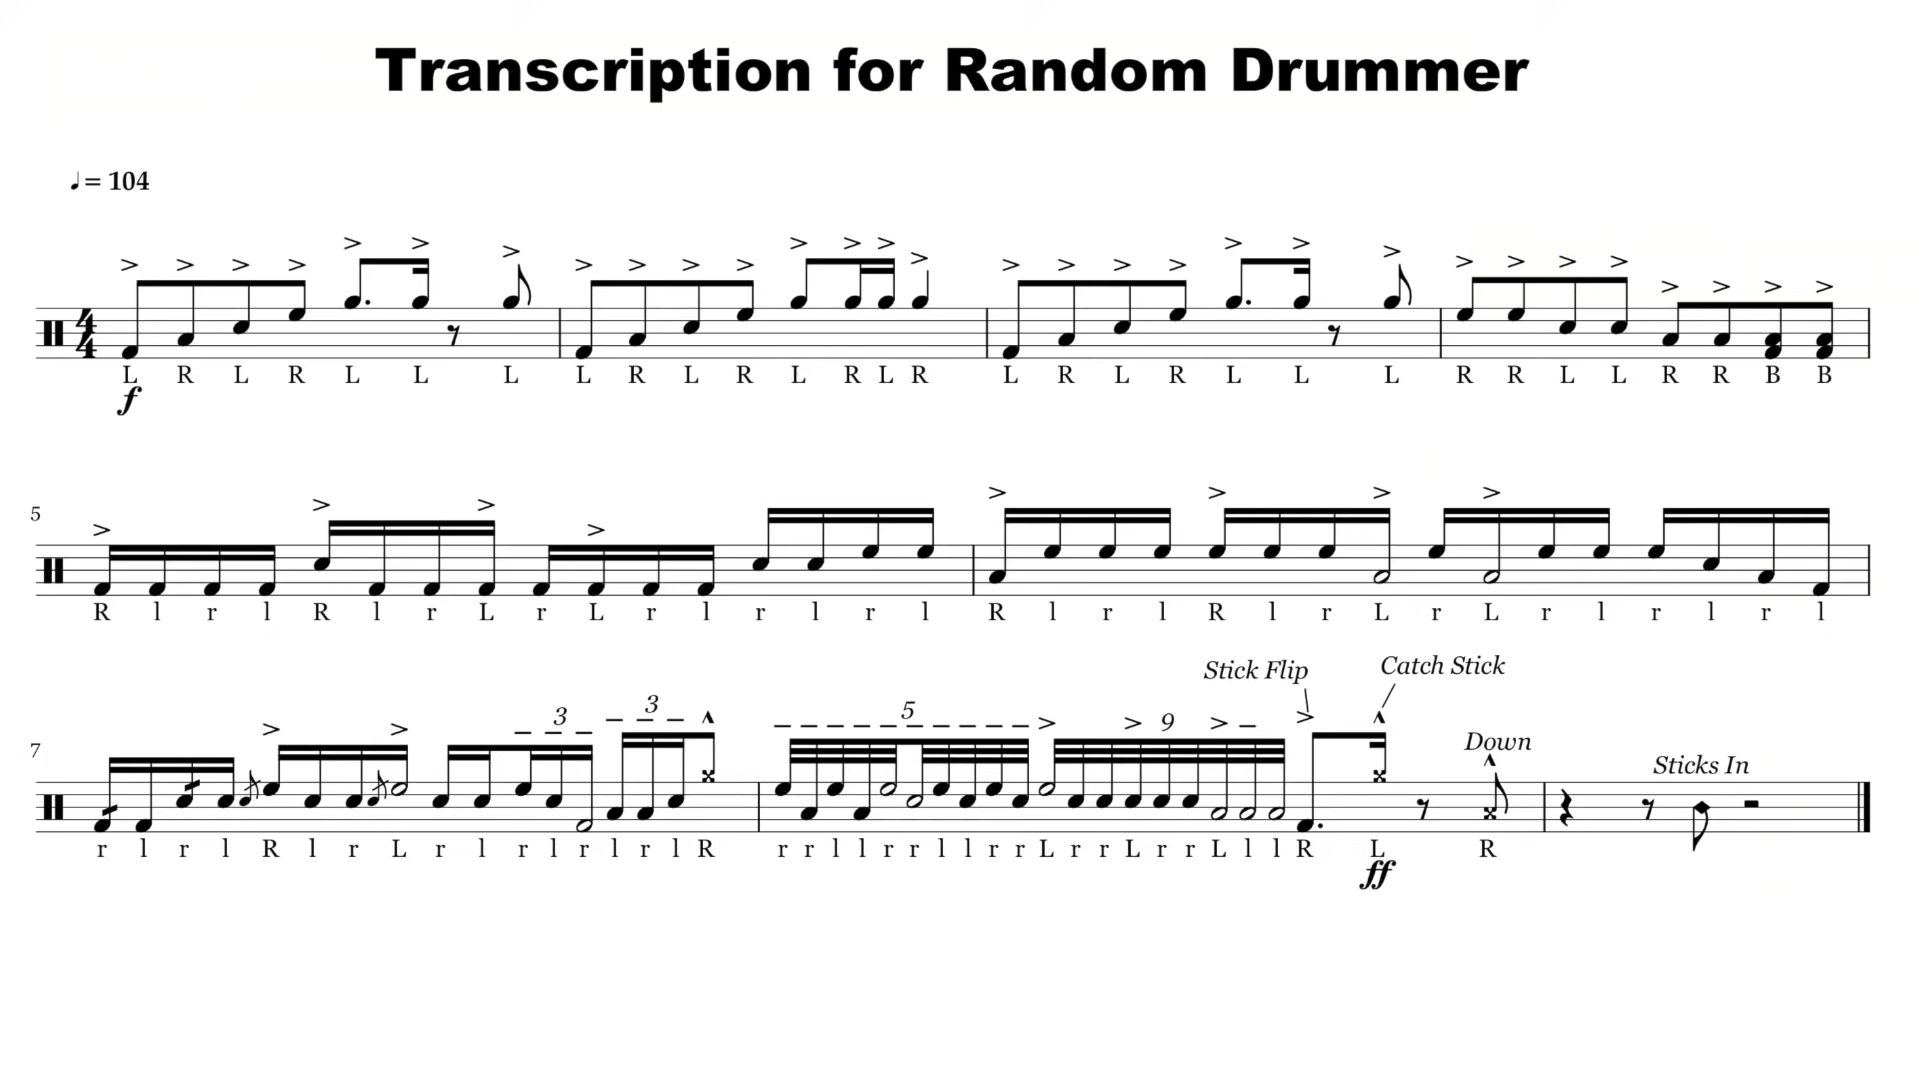 Transcription for Random Drummer
♩ = 104
L R L R L L L L R L R L R L R L R L R L L L R R L L R R B B
f
5
R l r l R l r L r L r l r l r l R l r l R l r L r L r l r l r l
Stick Flip Catch Stick
7 3 3 5 9 Down
Sticks In
r l r l R l r L r l r l r l r l R r r l l r r l l r r L r r L r r L l l R L R
ff